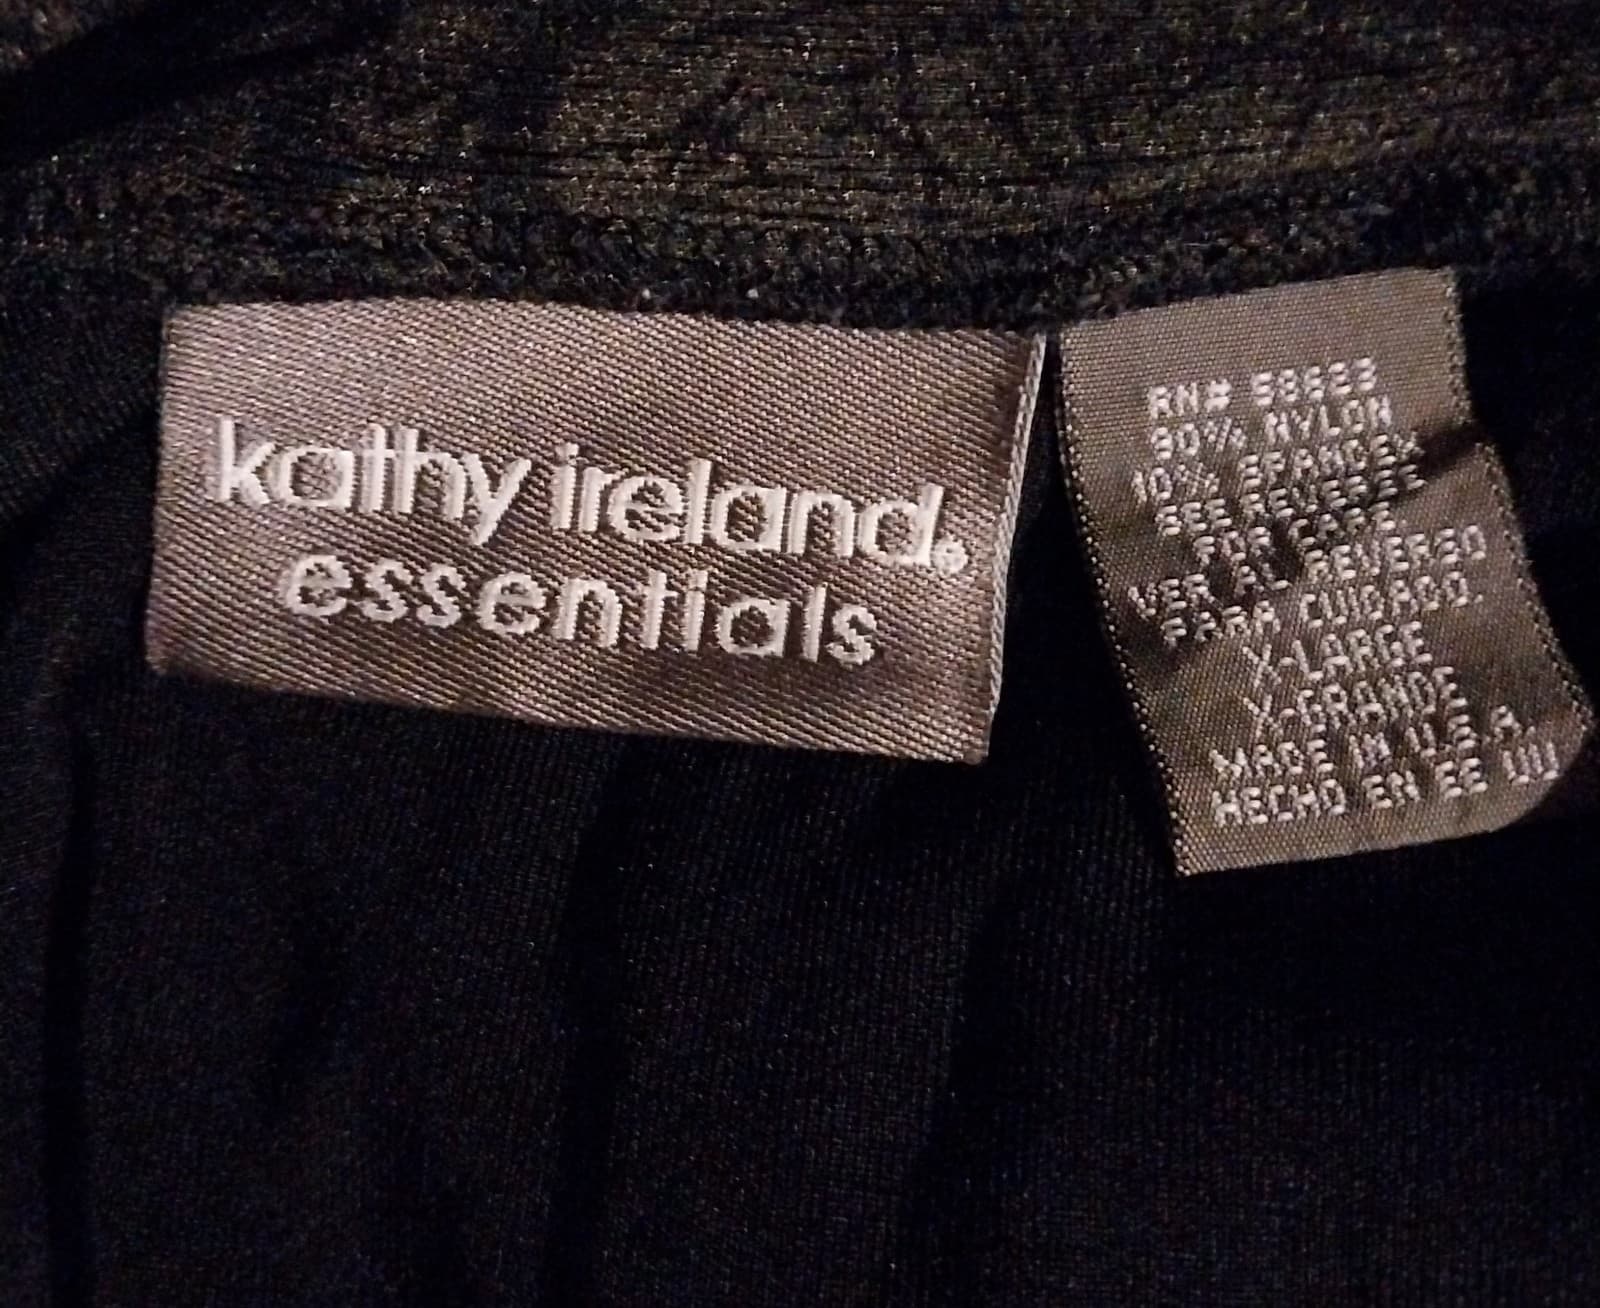 kathy ireland®
essentials
RN# 58623
90% NYLON
10% SPANDEX
SEE REVERSE
FOR CARE.
VER AL REVERSO
PARA CUIDADO.
X-LARGE
X-GRANDE
MADE IN U.S.A.
HECHO EN EE UU